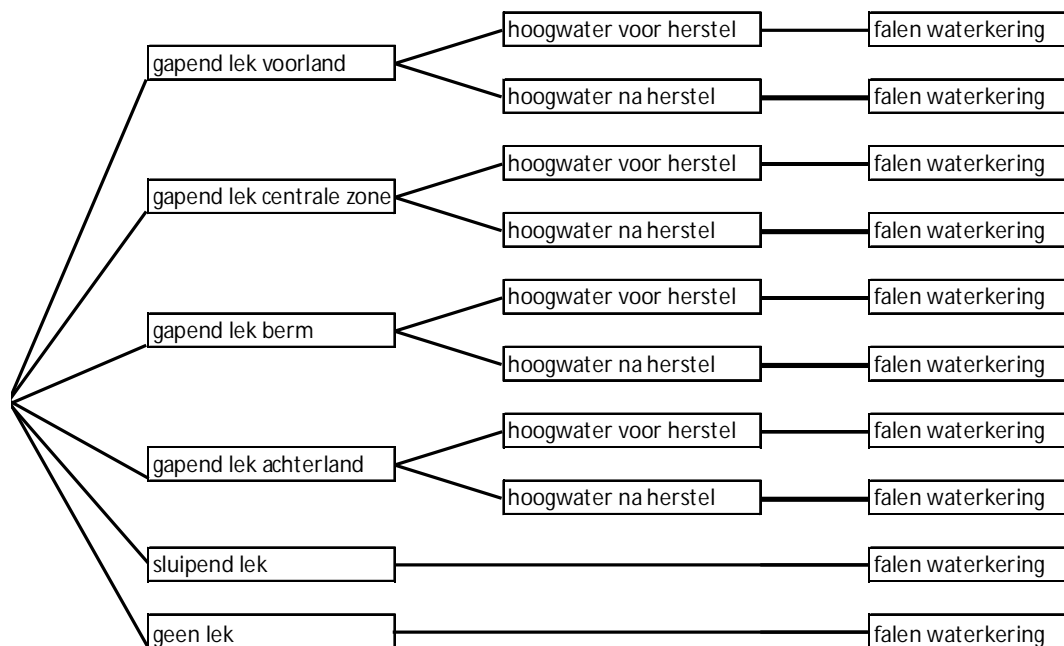 hoogwater voor herstel falen waterkering
gapend lek voorland
hoogwater na herstel falen waterkering
hoogwater voor herstel falen waterkering
gapend lek centrale zone
hoogwater na herstel falen waterkering
hoogwater voor herstel falen waterkering
gapend lek berm
hoogwater na herstel falen waterkering
hoogwater voor herstel falen waterkering
gapend lek achterland
hoogwater na herstel falen waterkering
sluipend lek falen waterkering
geen lek falen waterkering